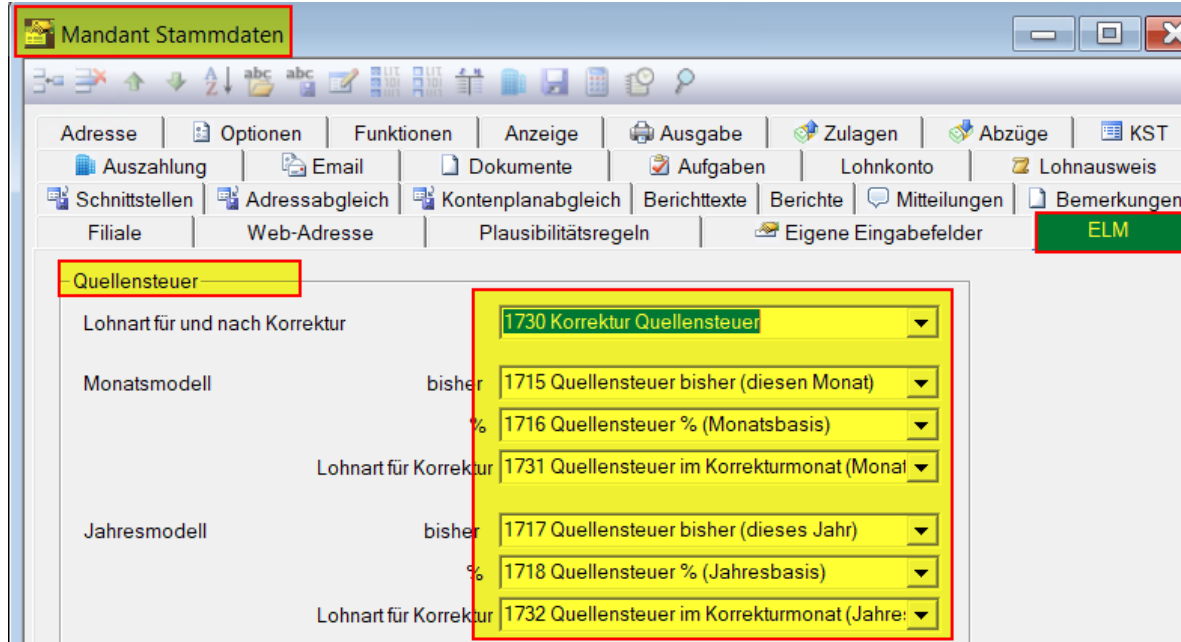 Mandant Stammdaten
Adresse Optionen Funktionen Anzeige Ausgabe Zulagen Abzüge KST
Auszahlung Email Dokumente Aufgaben Lohnkonto Lohnausweis
Schnittstellen Adressabgleich Kontenplanabgleich Berichttexte Berichte Mitteilungen Bemerkungen
Filiale Web-Adresse Plausibilitätsregeln Eigene Eingabefelder ELM
Quellensteuer
Lohnart für und nach Korrektur 1730 Korrektur Quellensteuer
Monatsmodell bisher 1715 Quellensteuer bisher (diesen Monat)
% 1716 Quellensteuer % (Monatsbasis)
Lohnart für Korrektur 1731 Quellensteuer im Korrekturmonat (Monat
Jahresmodell bisher 1717 Quellensteuer bisher (dieses Jahr)
% 1718 Quellensteuer % (Jahresbasis)
Lohnart für Korrektur 1732 Quellensteuer im Korrekturmonat (Jahres